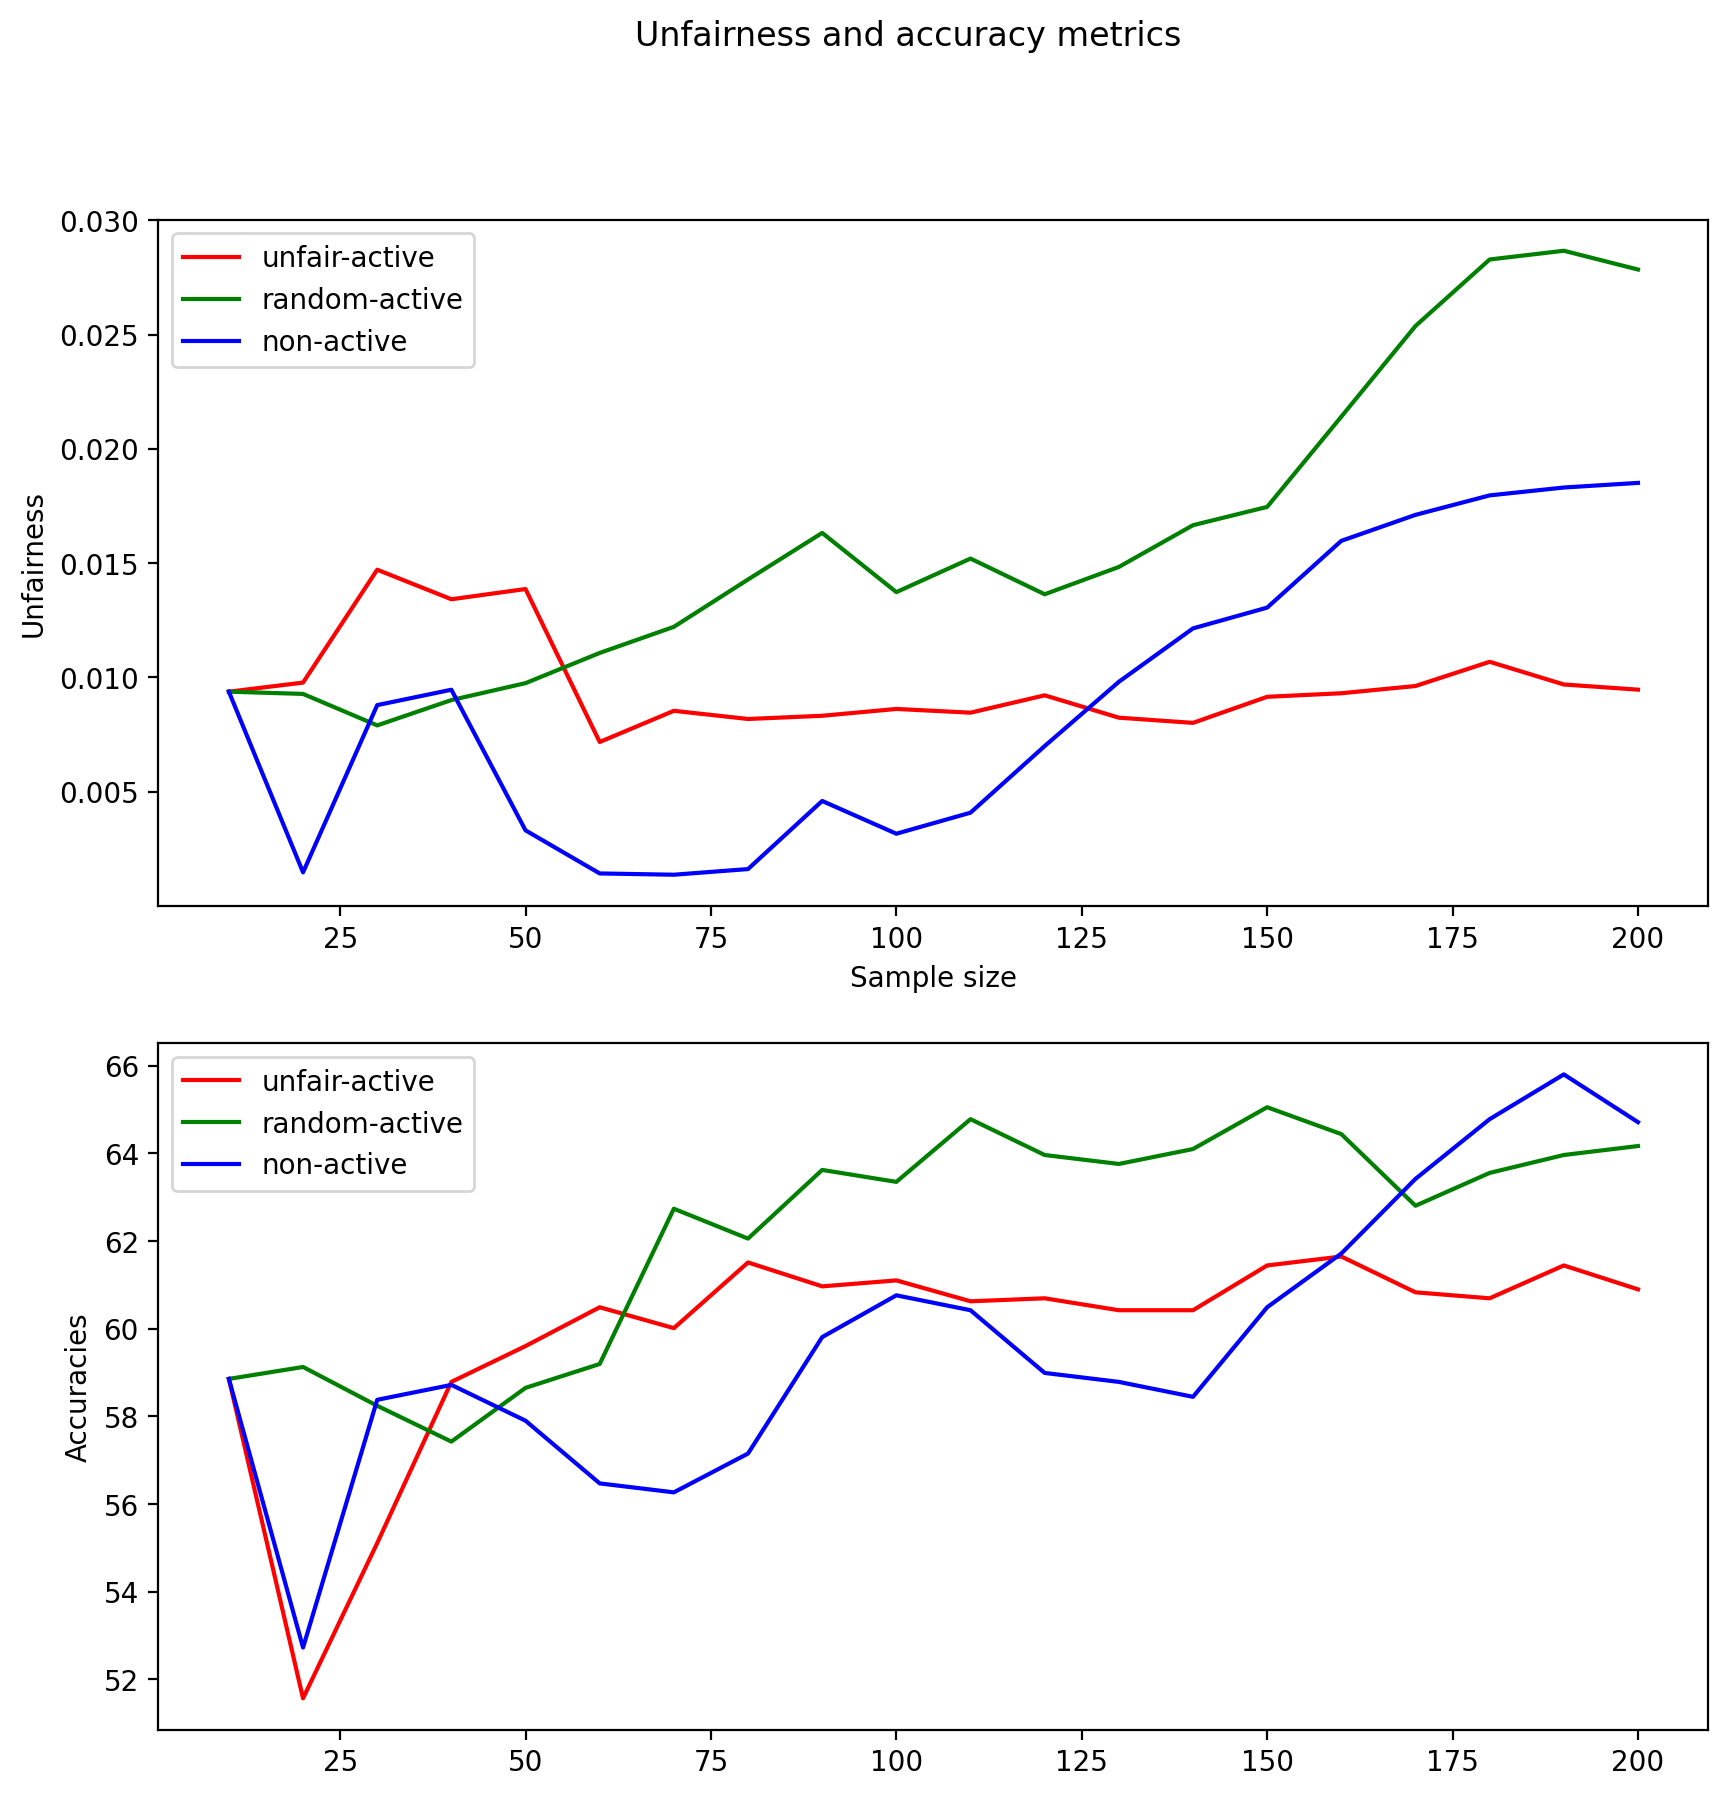 Unfairness and accuracy metrics
0.030
0.025
0.020
0.015
0.010
0.005
Unfairness
unfair-active
random-active
non-active
25 50 75 100 125 150 175 200
Sample size
66
64
62
60
58
56
54
52
Accuracies
unfair-active
random-active
non-active
25 50 75 100 125 150 175 200